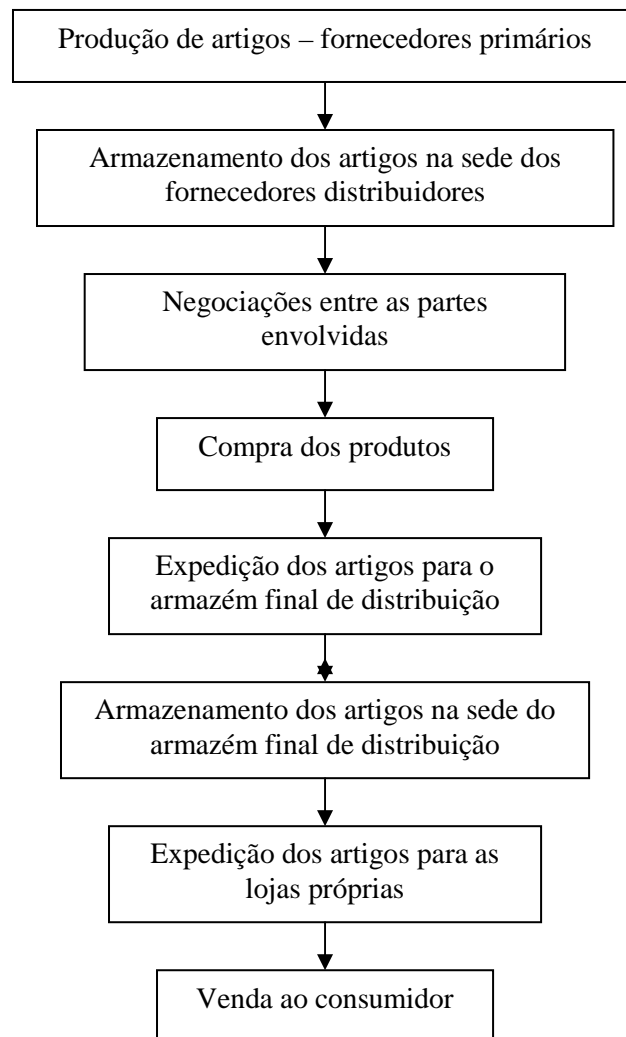 Produção de artigos – fornecedores primários
Armazenamento dos artigos na sede dos
fornecedores distribuidores
Negociações entre as partes
envolvidas
Compra dos produtos
Expedição dos artigos para o
armazém final de distribuição
Armazenamento dos artigos na sede do
armazém final de distribuição
Expedição dos artigos para as
lojas próprias
Venda ao consumidor